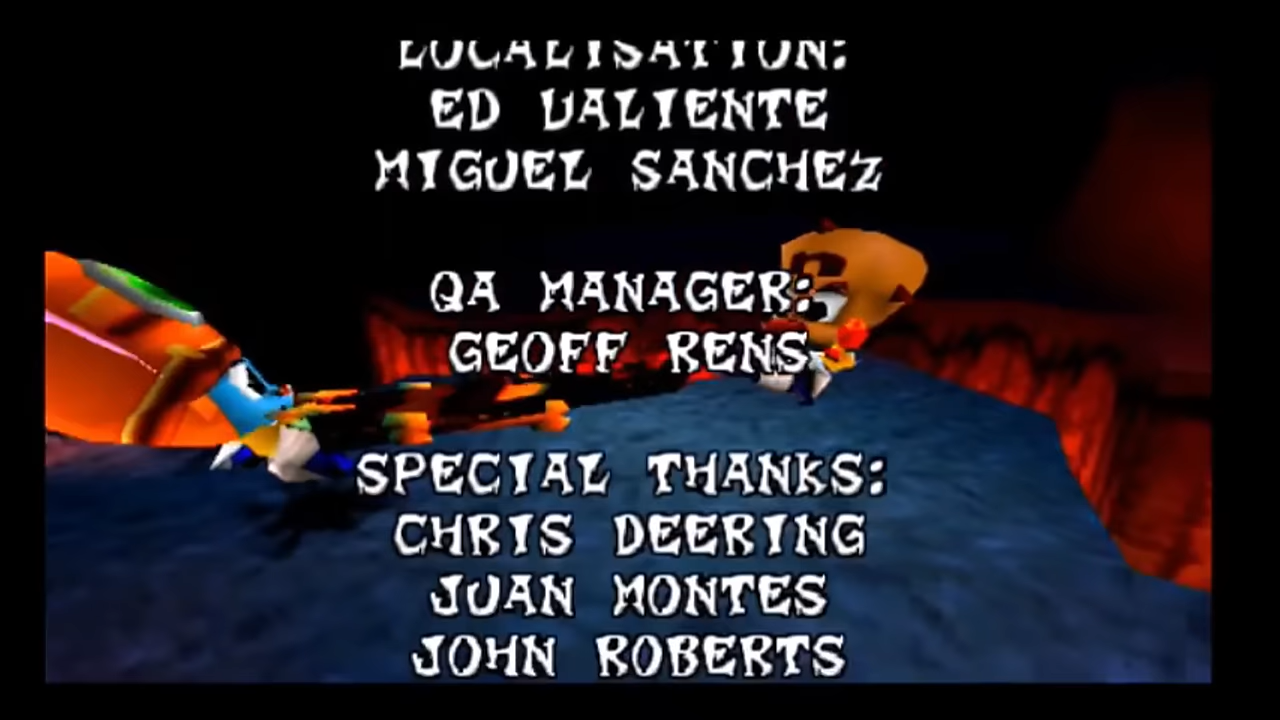 LOCALISATION:
ED VALIENTE
MIGUEL SANCHEZ
QA MANAGER:
GEOFF RENS
SPECIAL THANKS:
CHRIS DEERING
JUAN MONTES
JOHN ROBERTS